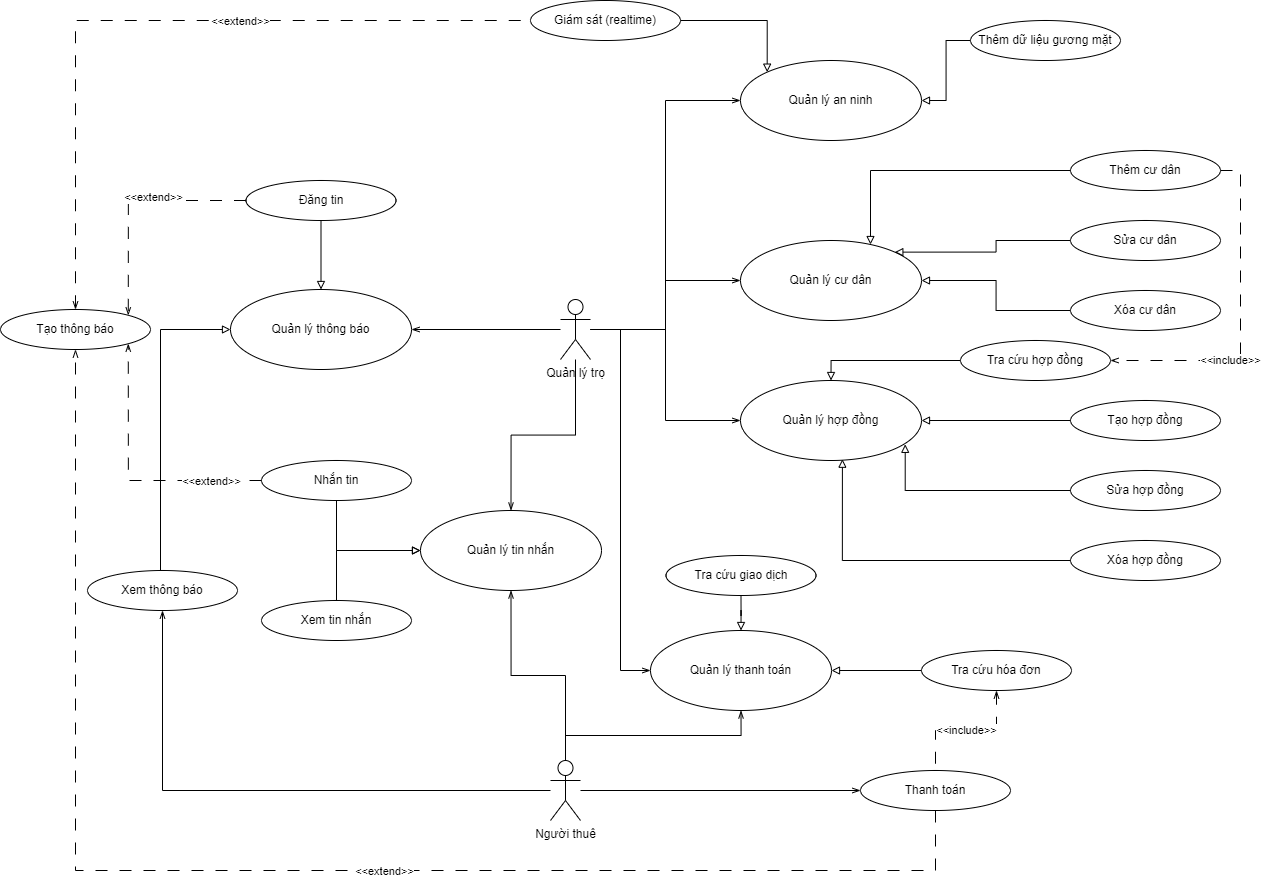 <<extend>>
Giám sát (realtime)
Thêm dữ liệu gương mặt
Quản lý an ninh
Thêm cư dân
<<extend>>
Đăng tin
Sửa cư dân
Quản lý cư dân
Xóa cư dân
Tạo thông báo
Quản lý thông báo
Tra cứu hợp đồng
<<include>>
Quản lý trọ
Quản lý hợp đồng
Tạo hợp đồng
<<extend>>
Nhắn tin
Sửa hợp đồng
Quản lý tin nhắn
Xóa hợp đồng
Tra cứu giao dịch
Xem thông báo
Xem tin nhắn
Quản lý thanh toán
Tra cứu hóa đơn
<<include>>
Thanh toán
Người thuê
<<extend>>